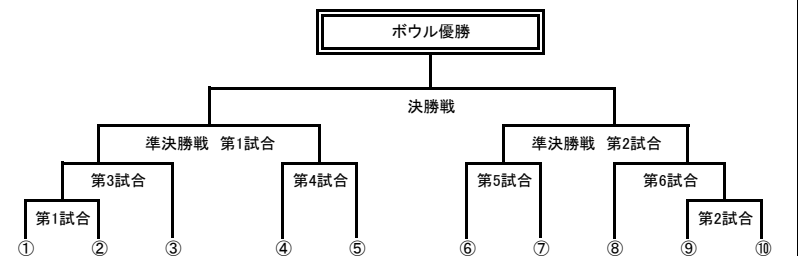 ボウル優勝
決勝戦
準決勝戦 第1試合
準決勝戦 第2試合
第3試合
第4試合
第5試合
第6試合
第1試合
第2試合
① ② ③ ④ ⑤ ⑥ ⑦ ⑧ ⑨ ⑩